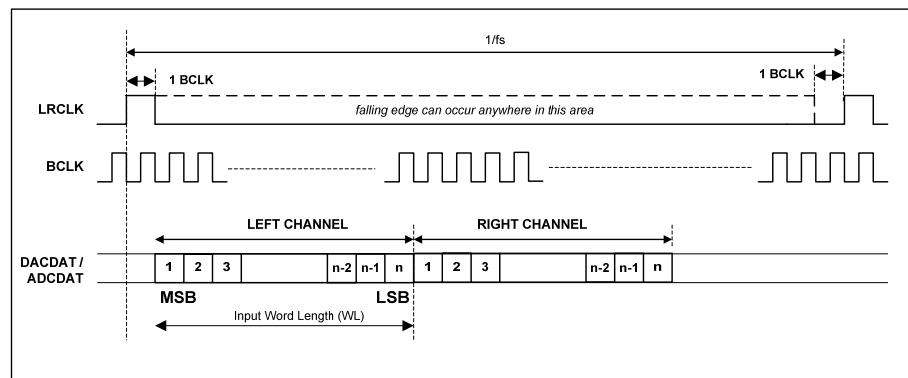 1/fs
1 BCLK
1 BCLK
LRCLK
falling edge can occur anywhere in this area
BCLK
LEFT CHANNEL
RIGHT CHANNEL
DACDAT /
ADCDAT
1 2 3 n-2 n-1 n 1 2 3 n-2 n-1 n
MSB LSB
Input Word Length (WL)